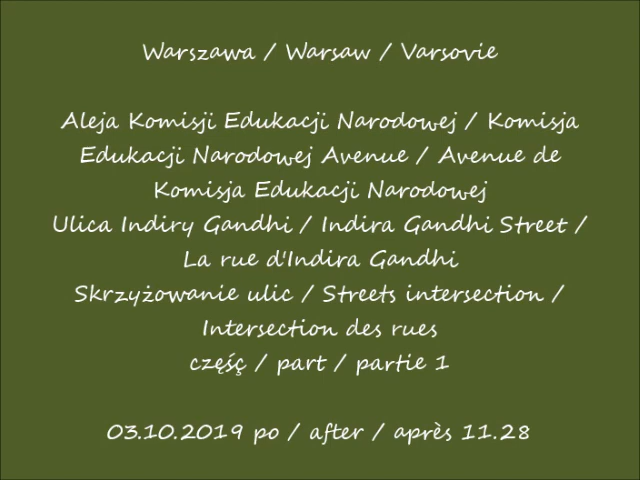 Warszawa / Warsaw / Varsovie
Aleja Komisji Edukacji Narodowej / Komisja
Edukacji Narodowej Avenue / Avenue de
Komisja Edukacji Narodowej
Ulica Indiry Gandhi / Indira Gandhi Street /
La rue d'Indira Gandhi
Skrzyżowanie ulic / Streets intersection /
Intersection des rues
częśç / part / partie 1
03.10.2019 po / after / après 11.28